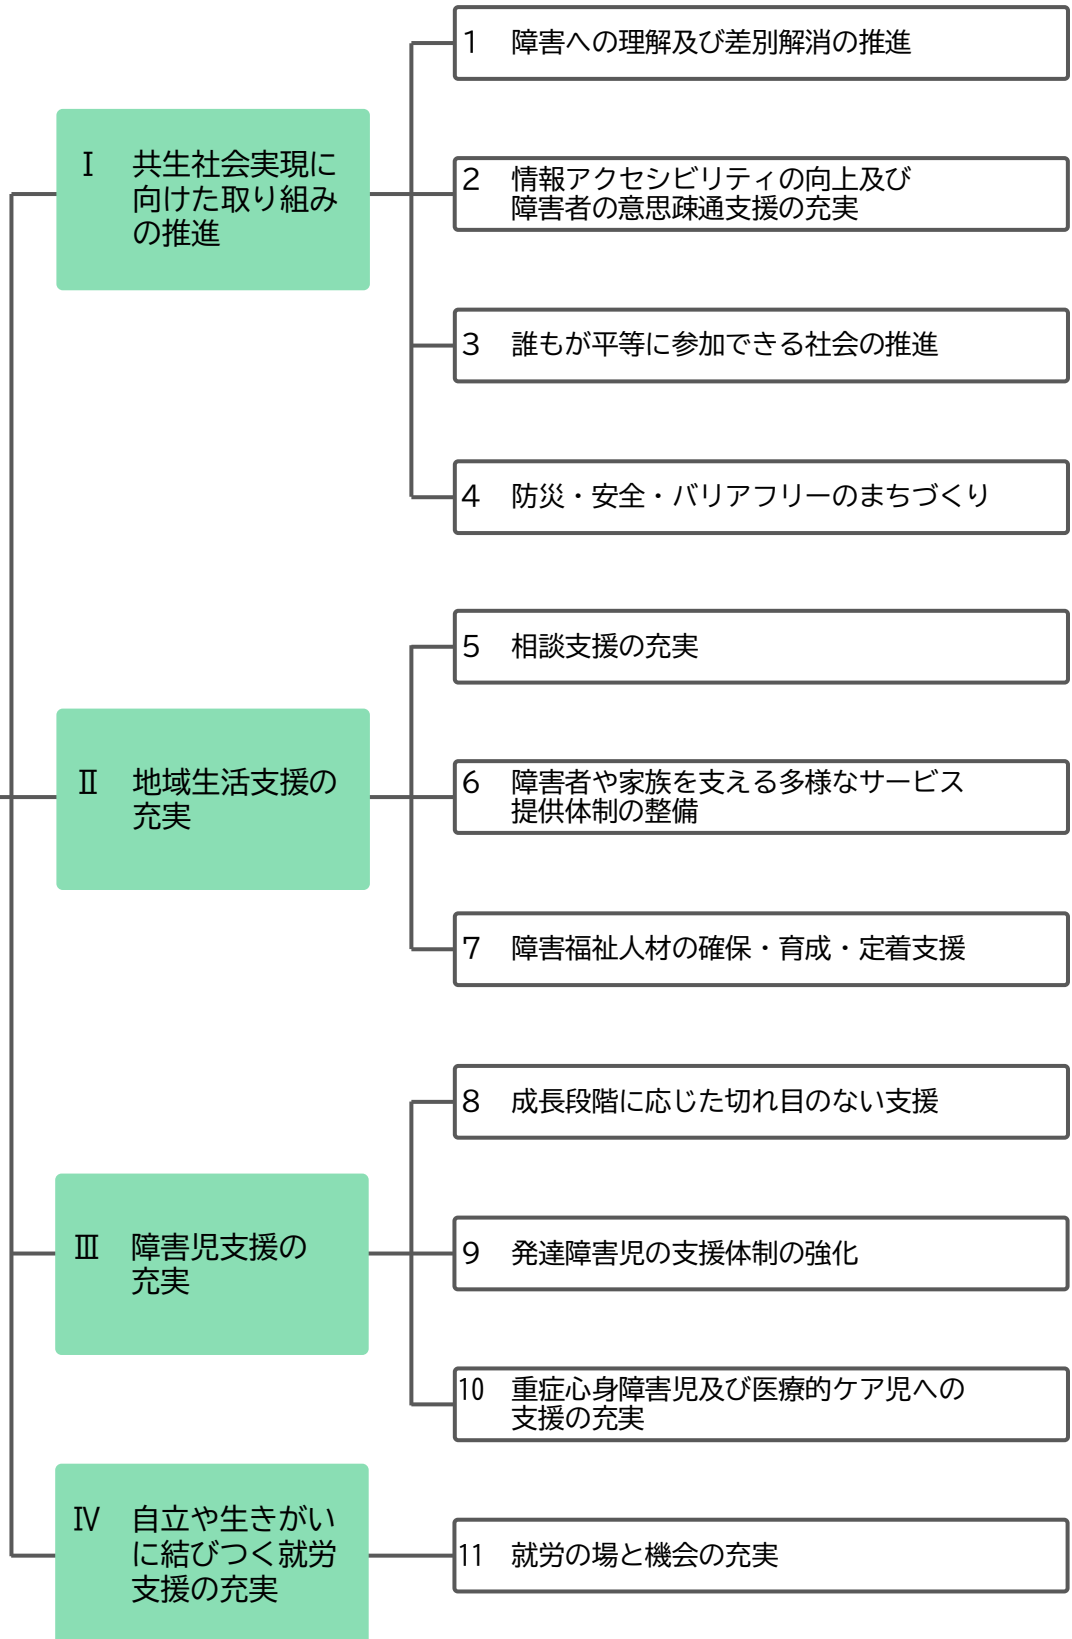 Ⅰ 共生社会実現に
向けた取り組み
の推進
1 障害への理解及び差別解消の推進
2 情報アクセシビリティの向上及び
障害者の意思疎通支援の充実
3 誰もが平等に参加できる社会の推進
4 防災・安全・バリアフリーのまちづくり
Ⅱ 地域生活支援の
充実
5 相談支援の充実
6 障害者や家族を支える多様なサービス
提供体制の整備
7 障害福祉人材の確保・育成・定着支援
Ⅲ 障害児支援の
充実
8 成長段階に応じた切れ目のない支援
9 発達障害児の支援体制の強化
10 重症心身障害児及び医療的ケア児への
支援の充実
Ⅳ 自立や生きがい
に結びつく就労
支援の充実
11 就労の場と機会の充実